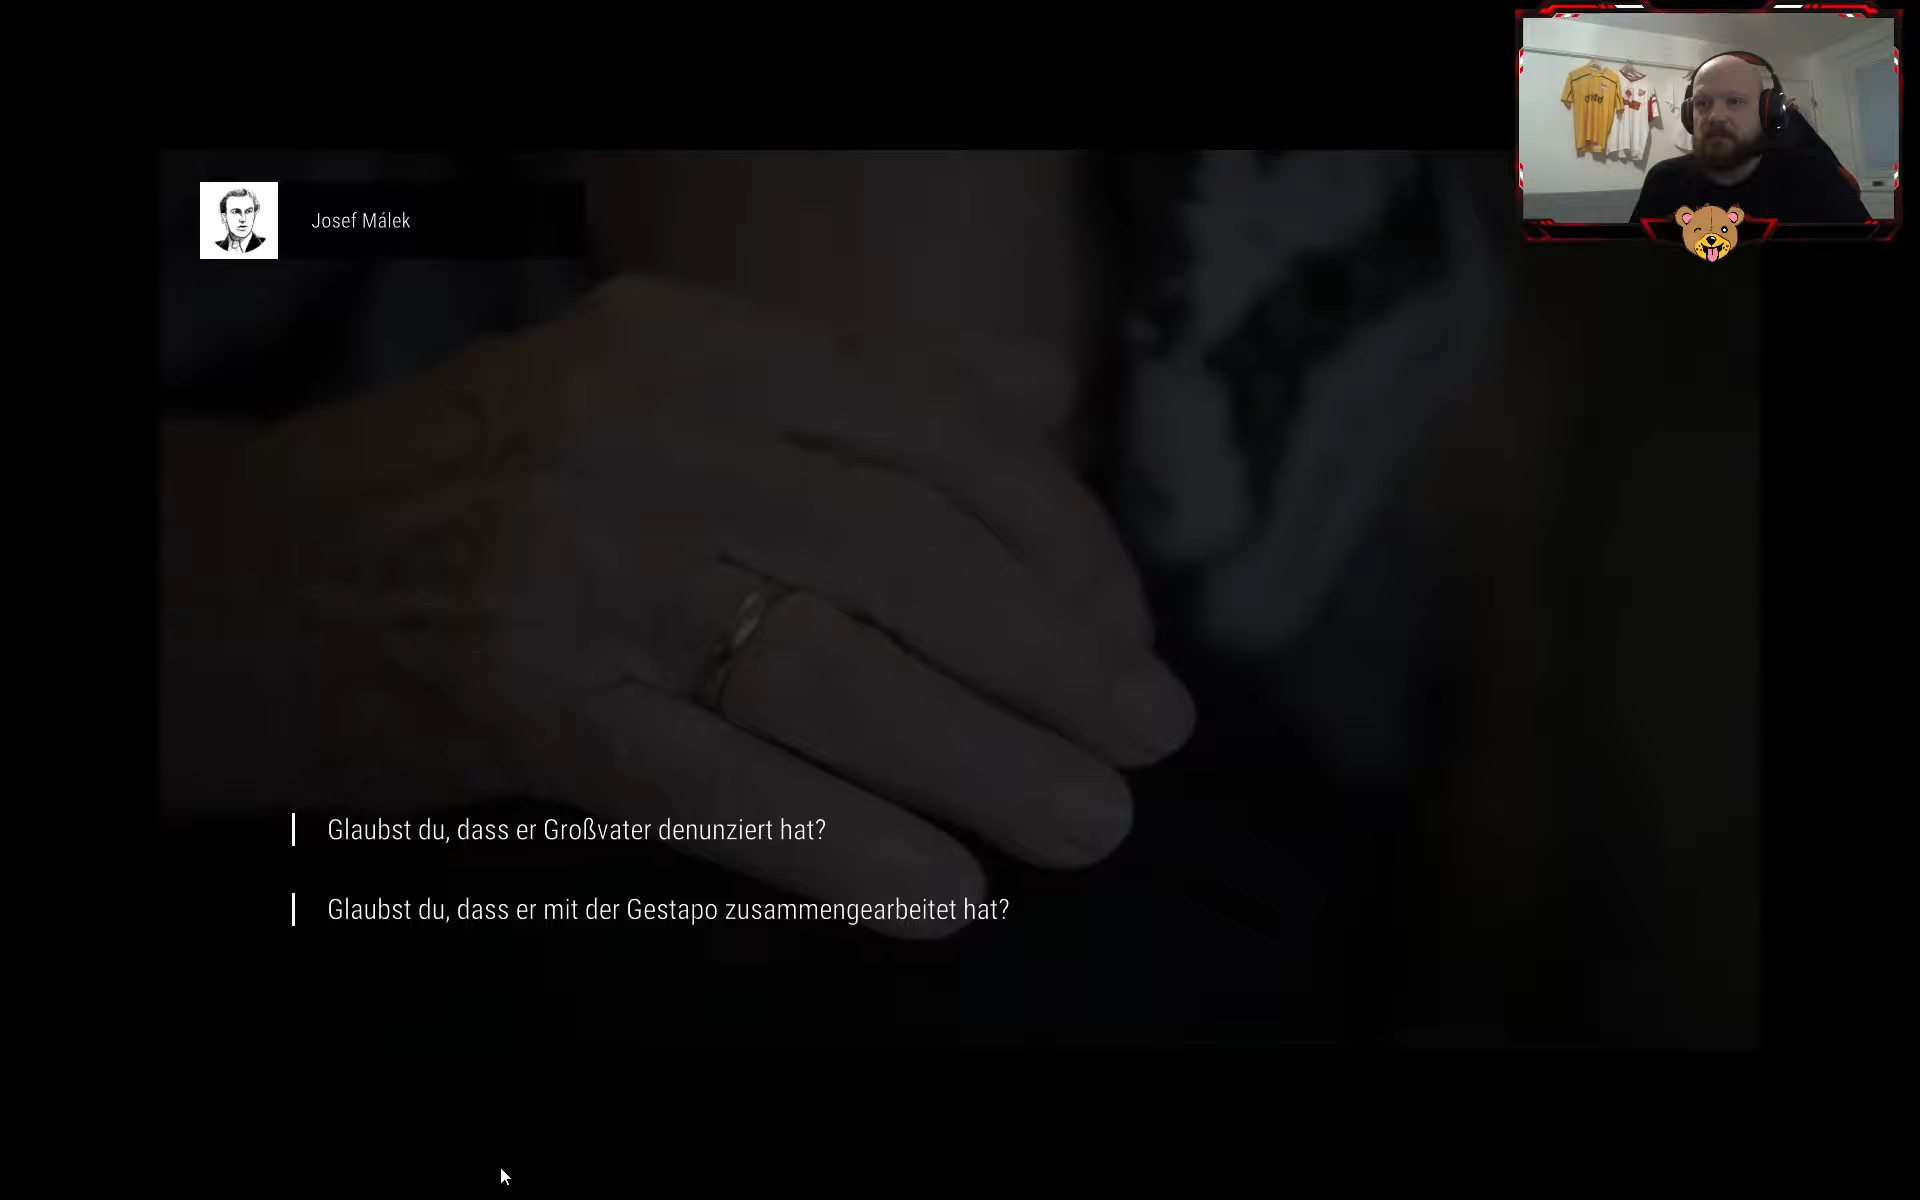 Josef Málek
Glaubst du, dass er Großvater denunziert hat?
Glaubst du, dass er mit der Gestapo zusammengearbeitet hat?